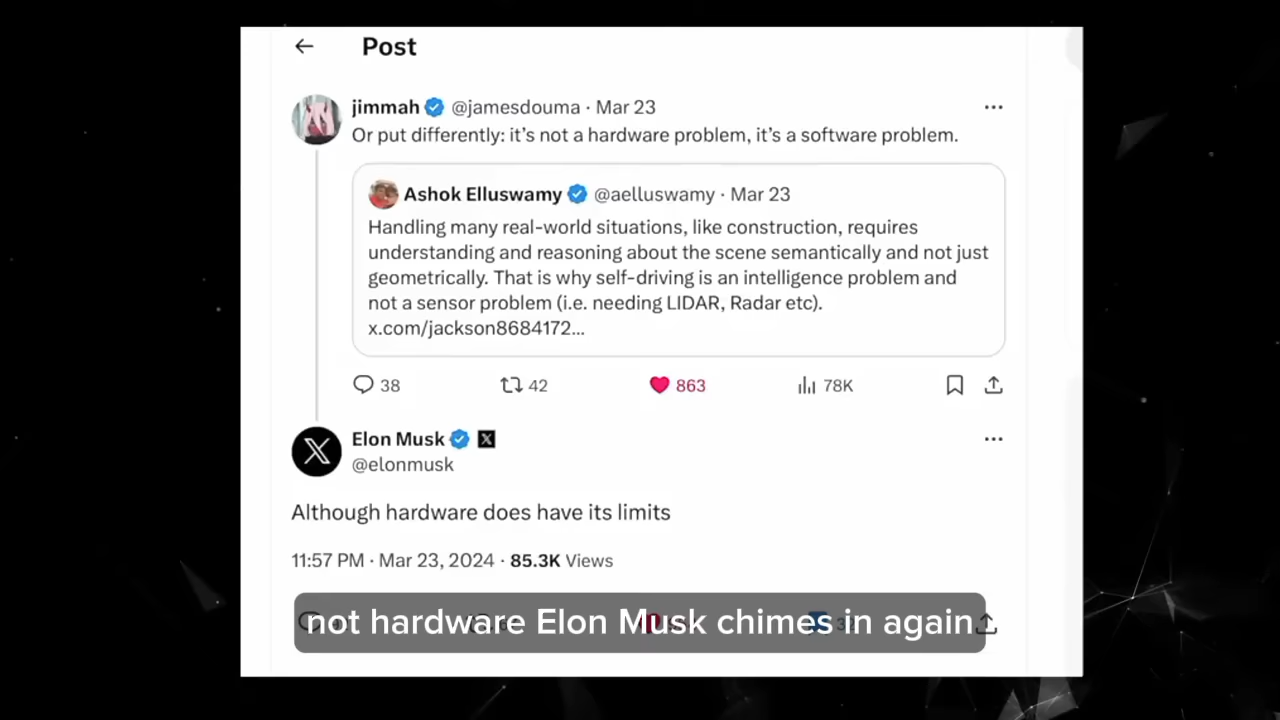 Post
jimmah @jamesdouma · Mar 23
Or put differently: it's not a hardware problem, it's a software problem.
Ashok Elluswamy @aelluswamy · Mar 23
Handling many real-world situations, like construction, requires
understanding and reasoning about the scene semantically and not just
geometrically. That is why self-driving is an intelligence problem and
not a sensor problem (i.e. needing LIDAR, Radar etc).
x.com/jackson8684172...
38 42 863 78K
Elon Musk
@elonmusk
Although hardware does have its limits
11:57 PM · Mar 23, 2024 · 85.3K Views
not hardware Elon Musk chimes in again